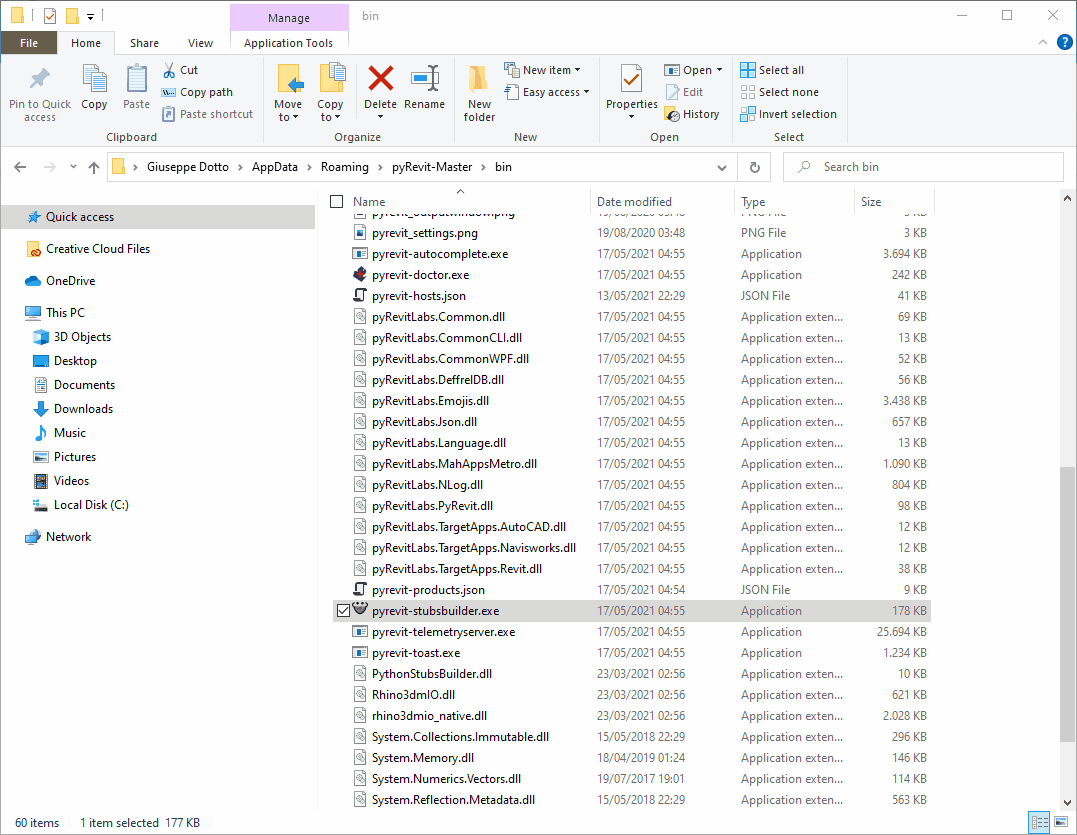 Manage bin
File Home Share View Application Tools
Pin to Quick access
Copy
Paste
Cut
Copy path
Paste shortcut
Clipboard
Move to
Copy to
Delete
Rename
Organize
New folder
New item
Easy access
New
Properties
Open
Edit
History
Open
Select all
Select none
Invert selection
Select
Giuseppe Dotto AppData Roaming pyRevit-Master bin
Search bin
Quick access
Creative Cloud Files
OneDrive
This PC
3D Objects
Desktop
Documents
Downloads
Music
Pictures
Videos
Local Disk (C:)
Network
Name Date modified Type Size
pyrevit_outputwindow.png 19/08/2020 03:48 PNG File 3 KB
pyrevit_settings.png 19/08/2020 03:48 PNG File 3 KB
pyrevit-autocomplete.exe 17/05/2021 04:55 Application 3.694 KB
pyrevit-doctor.exe 17/05/2021 04:55 Application 242 KB
pyrevit-hosts.json 13/05/2021 22:29 JSON File 41 KB
pyRevitLabs.Common.dll 17/05/2021 04:55 Application exten... 69 KB
pyRevitLabs.CommonCLI.dll 17/05/2021 04:55 Application exten... 13 KB
pyRevitLabs.CommonWPF.dll 17/05/2021 04:55 Application exten... 52 KB
pyRevitLabs.DeffrelDB.dll 17/05/2021 04:55 Application exten... 56 KB
pyRevitLabs.Emojis.dll 17/05/2021 04:55 Application exten... 3.438 KB
pyRevitLabs.Json.dll 17/05/2021 04:55 Application exten... 657 KB
pyRevitLabs.Language.dll 17/05/2021 04:55 Application exten... 13 KB
pyRevitLabs.MahAppsMetro.dll 17/05/2021 04:55 Application exten... 1.090 KB
pyRevitLabs.NLog.dll 17/05/2021 04:55 Application exten... 804 KB
pyRevitLabs.PyRevit.dll 17/05/2021 04:55 Application exten... 98 KB
pyRevitLabs.TargetApps.AutoCAD.dll 17/05/2021 04:55 Application exten... 12 KB
pyRevitLabs.TargetApps.Navisworks.dll 17/05/2021 04:55 Application exten... 12 KB
pyRevitLabs.TargetApps.Revit.dll 17/05/2021 04:55 Application exten... 38 KB
pyrevit-products.json 17/05/2021 04:54 JSON File 9 KB
pyrevit-stubsbuilder.exe 17/05/2021 04:55 Application 178 KB
pyrevit-telemetryserver.exe 17/05/2021 04:55 Application 25.694 KB
pyrevit-toast.exe 17/05/2021 04:55 Application 1.234 KB
PythonStubsBuilder.dll 23/03/2021 02:56 Application exten... 10 KB
Rhino3dmIO.dll 23/03/2021 02:56 Application exten... 621 KB
rhino3dmio_native.dll 23/03/2021 02:56 Application exten... 2.028 KB
System.Collections.Immutable.dll 15/05/2018 22:29 Application exten... 296 KB
System.Memory.dll 18/04/2019 01:24 Application exten... 146 KB
System.Numerics.Vectors.dll 19/07/2017 19:01 Application exten... 114 KB
System.Reflection.Metadata.dll 15/05/2018 22:29 Application exten... 563 KB
60 items 1 item selected 177 KB